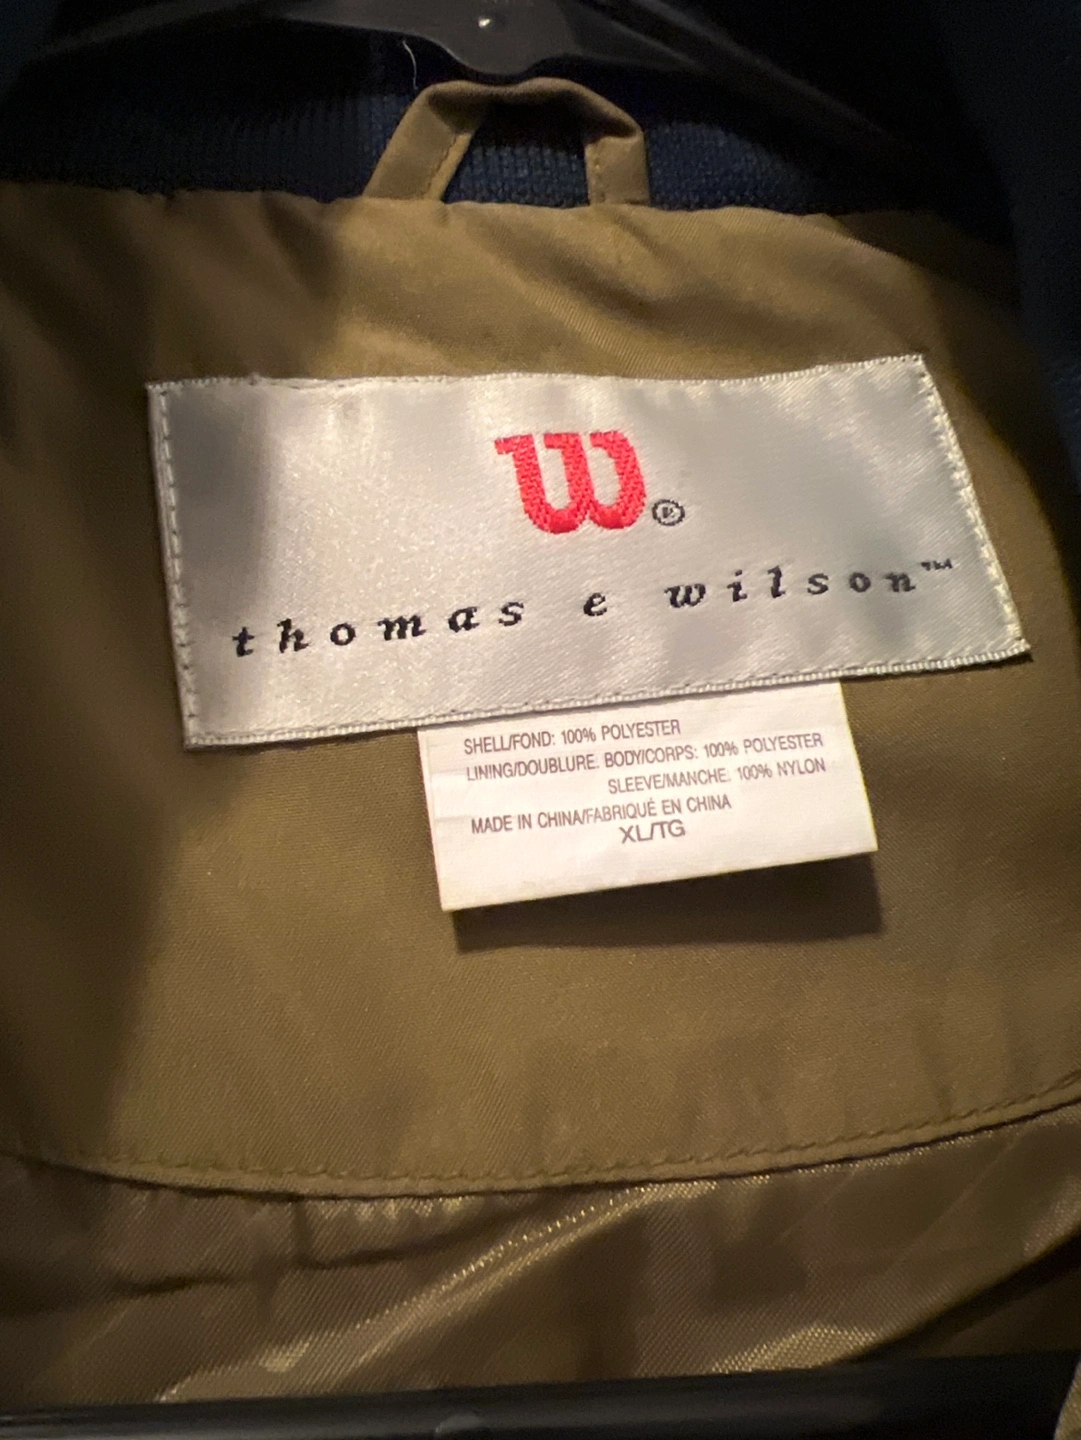 W®
thomas e wilson™
SHELL/FOND: 100% POLYESTER
LINING/DOUBLURE: BODY/CORPS: 100% POLYESTER
SLEEVE/MANCHE: 100% NYLON
MADE IN CHINA/FABRIQUÉ EN CHINA
XL/TG